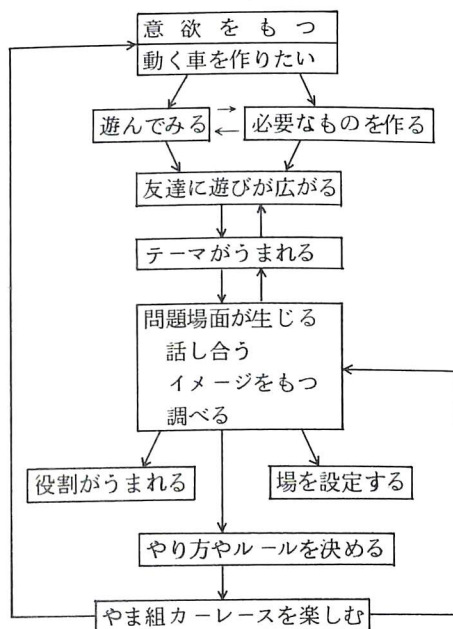 意欲をもつ
動く車を作りたい
遊んでみる
必要なものを作る
友達に遊びが広がる
テーマがうまれる
問題場面が生じる
話し合う
イメージをもつ
調べる
役割がうまれる
場を設定する
やり方やルールを決める
やま組カーレースを楽しむ